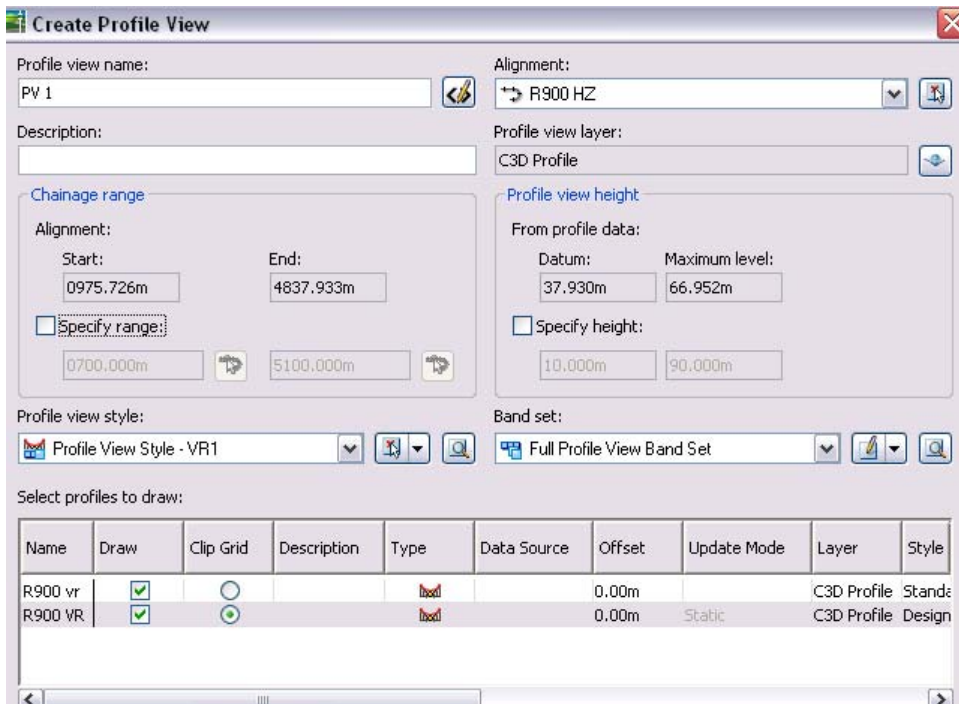 Create Profile View
Profile view name:
Alignment:
PV 1
R900 HZ
Description:
Profile view layer:
C3D Profile
Chainage range
Profile view height
Alignment:
From profile data:
Start:
End:
Datum:
Maximum level:
0975.726m
4837.933m
37.930m
66.952m
Specify range:
Specify height:
0700.000m
5100.000m
10.000m
90.000m
Profile view style:
Band set:
Profile View Style - VR1
Full Profile View Band Set
Select profiles to draw:
Name Draw Clip Grid Description Type Data Source Offset Update Mode Layer Style
R900 vr 0.00m C3D Profile Standa
R900 VR 0.00m Static C3D Profile Design